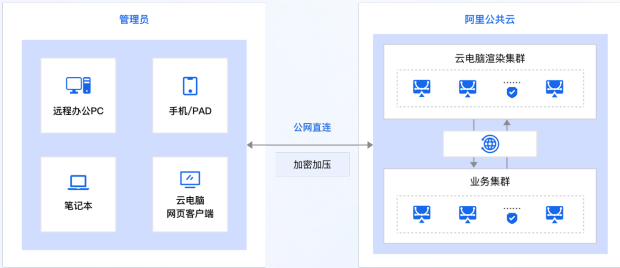 管理员
远程办公PC
手机/PAD
笔记本
云电脑
网页客户端
公网直连
加密加压
阿里公共云
云电脑渲染集群
......
业务集群
......